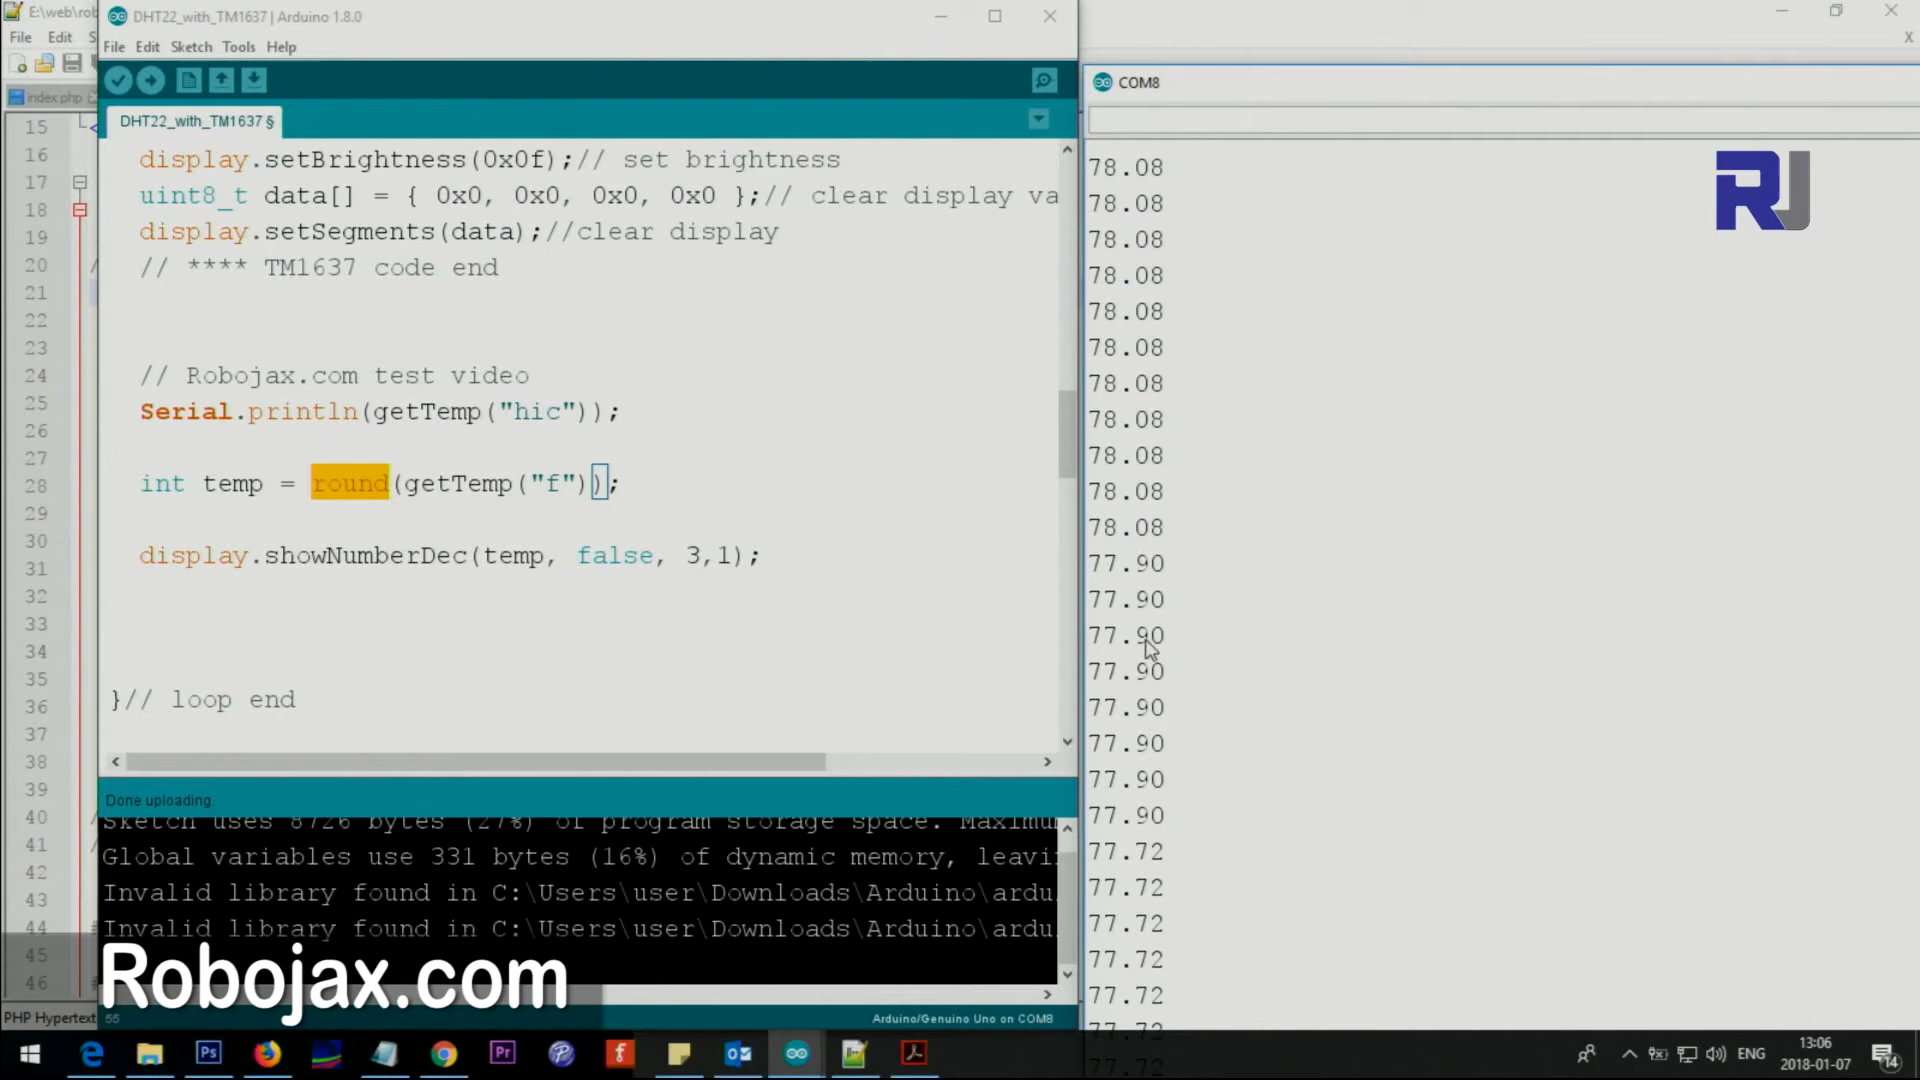 E:\web\rob
File Edit S
index.php
DHT22_with_TM1637 | Arduino 1.8.0
File Edit Sketch Tools Help
DHT22_with_TM1637 §
15
16
17
18
19
20
21
22
23
24
25
26
27
28
29
30
31
32
33
34
35
36
37
38
39
40
41
42
43
44
45
46
display.setBrightness(0x0f);// set brightness
uint8_t data[] = { 0x0, 0x0, 0x0, 0x0 };// clear display va
display.setSegments(data);//clear display
// **** TM1637 code end
// Robojax.com test video
Serial.println(getTemp("hic"));
int temp = round(getTemp("f"));
display.showNumberDec(temp, false, 3,1);
}// loop end
Done uploading.
Sketch uses 8726 bytes (27%) of program storage space. Maximu
Global variables use 331 bytes (16%) of dynamic memory, leavi
Invalid library found in C:\Users\user\Downloads\Arduino\ardu
Invalid library found in C:\Users\user\Downloads\Arduino\ardu
Robojax.com
PHP Hypertext
55
Arduino/Genuino Uno on COM8
COM8
78.08
78.08
78.08
78.08
78.08
78.08
78.08
78.08
78.08
78.08
78.08
77.90
77.90
77.90
77.90
77.90
77.90
77.90
77.90
77.72
77.72
77.72
77.72
77.72
77.72
77.72
RJ
ENG
13:06
2018-01-07
14